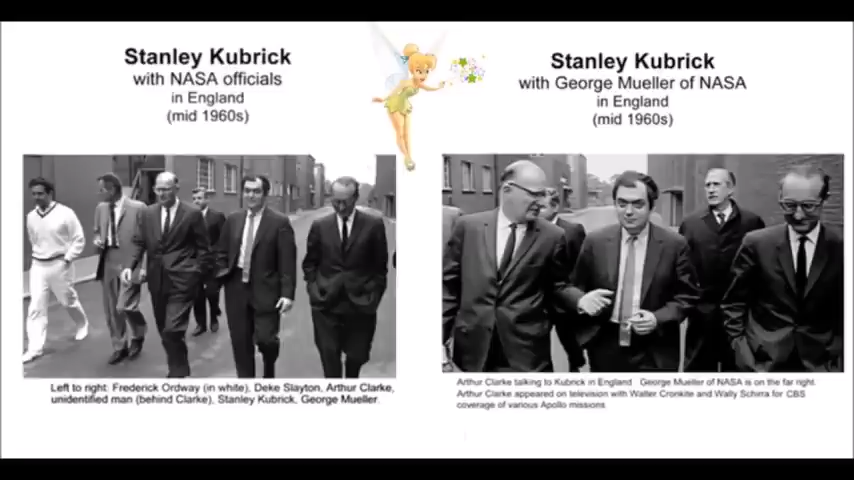 Stanley Kubrick
with NASA officials
in England
(mid 1960s)
Left to right: Frederick Ordway (in white), Deke Slayton, Arthur Clarke,
unidentified man (behind Clarke), Stanley Kubrick, George Mueller.
Stanley Kubrick
with George Mueller of NASA
in England
(mid 1960s)
Arthur Clarke talking to Kubrick in England George Mueller of NASA is on the far right.
Arthur Clarke appeared on television with Walter Cronkite and Wally Schirra for CBS
coverage of various Apollo missions